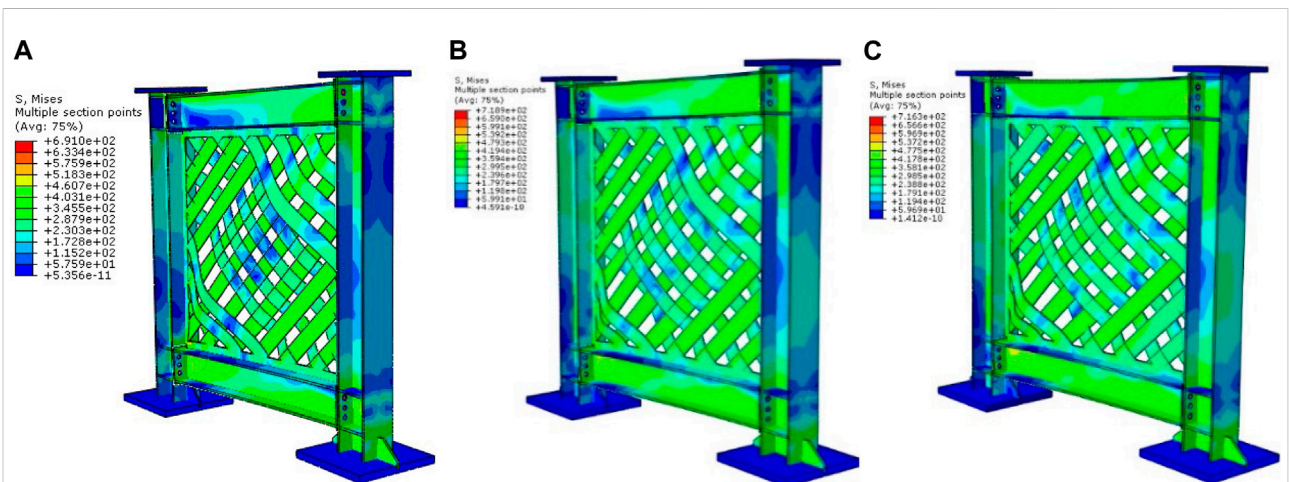 A
S, Mises
Multiple section points
(Avg: 75%)
+6.910e+02
+6.334e+02
+5.759e+02
+5.183e+02
+4.607e+02
+4.031e+02
+3.455e+02
+2.879e+02
+2.303e+02
+1.728e+02
+1.152e+02
+5.759e+01
+5.356e-11
B
S, Mises
Multiple section points
(Avg: 75%)
+7.189e+02
+6.590e+02
+5.991e+02
+5.392e+02
+4.793e+02
+4.194e+02
+3.594e+02
+2.995e+02
+2.396e+02
+1.797e+02
+1.198e+02
+5.991e+01
+4.591e-10
C
S, Mises
Multiple section points
(Avg: 75%)
+7.163e+02
+6.566e+02
+5.969e+02
+5.372e+02
+4.775e+02
+4.178e+02
+3.581e+02
+2.985e+02
+2.388e+02
+1.791e+02
+1.194e+02
+5.969e+01
+1.412e-10